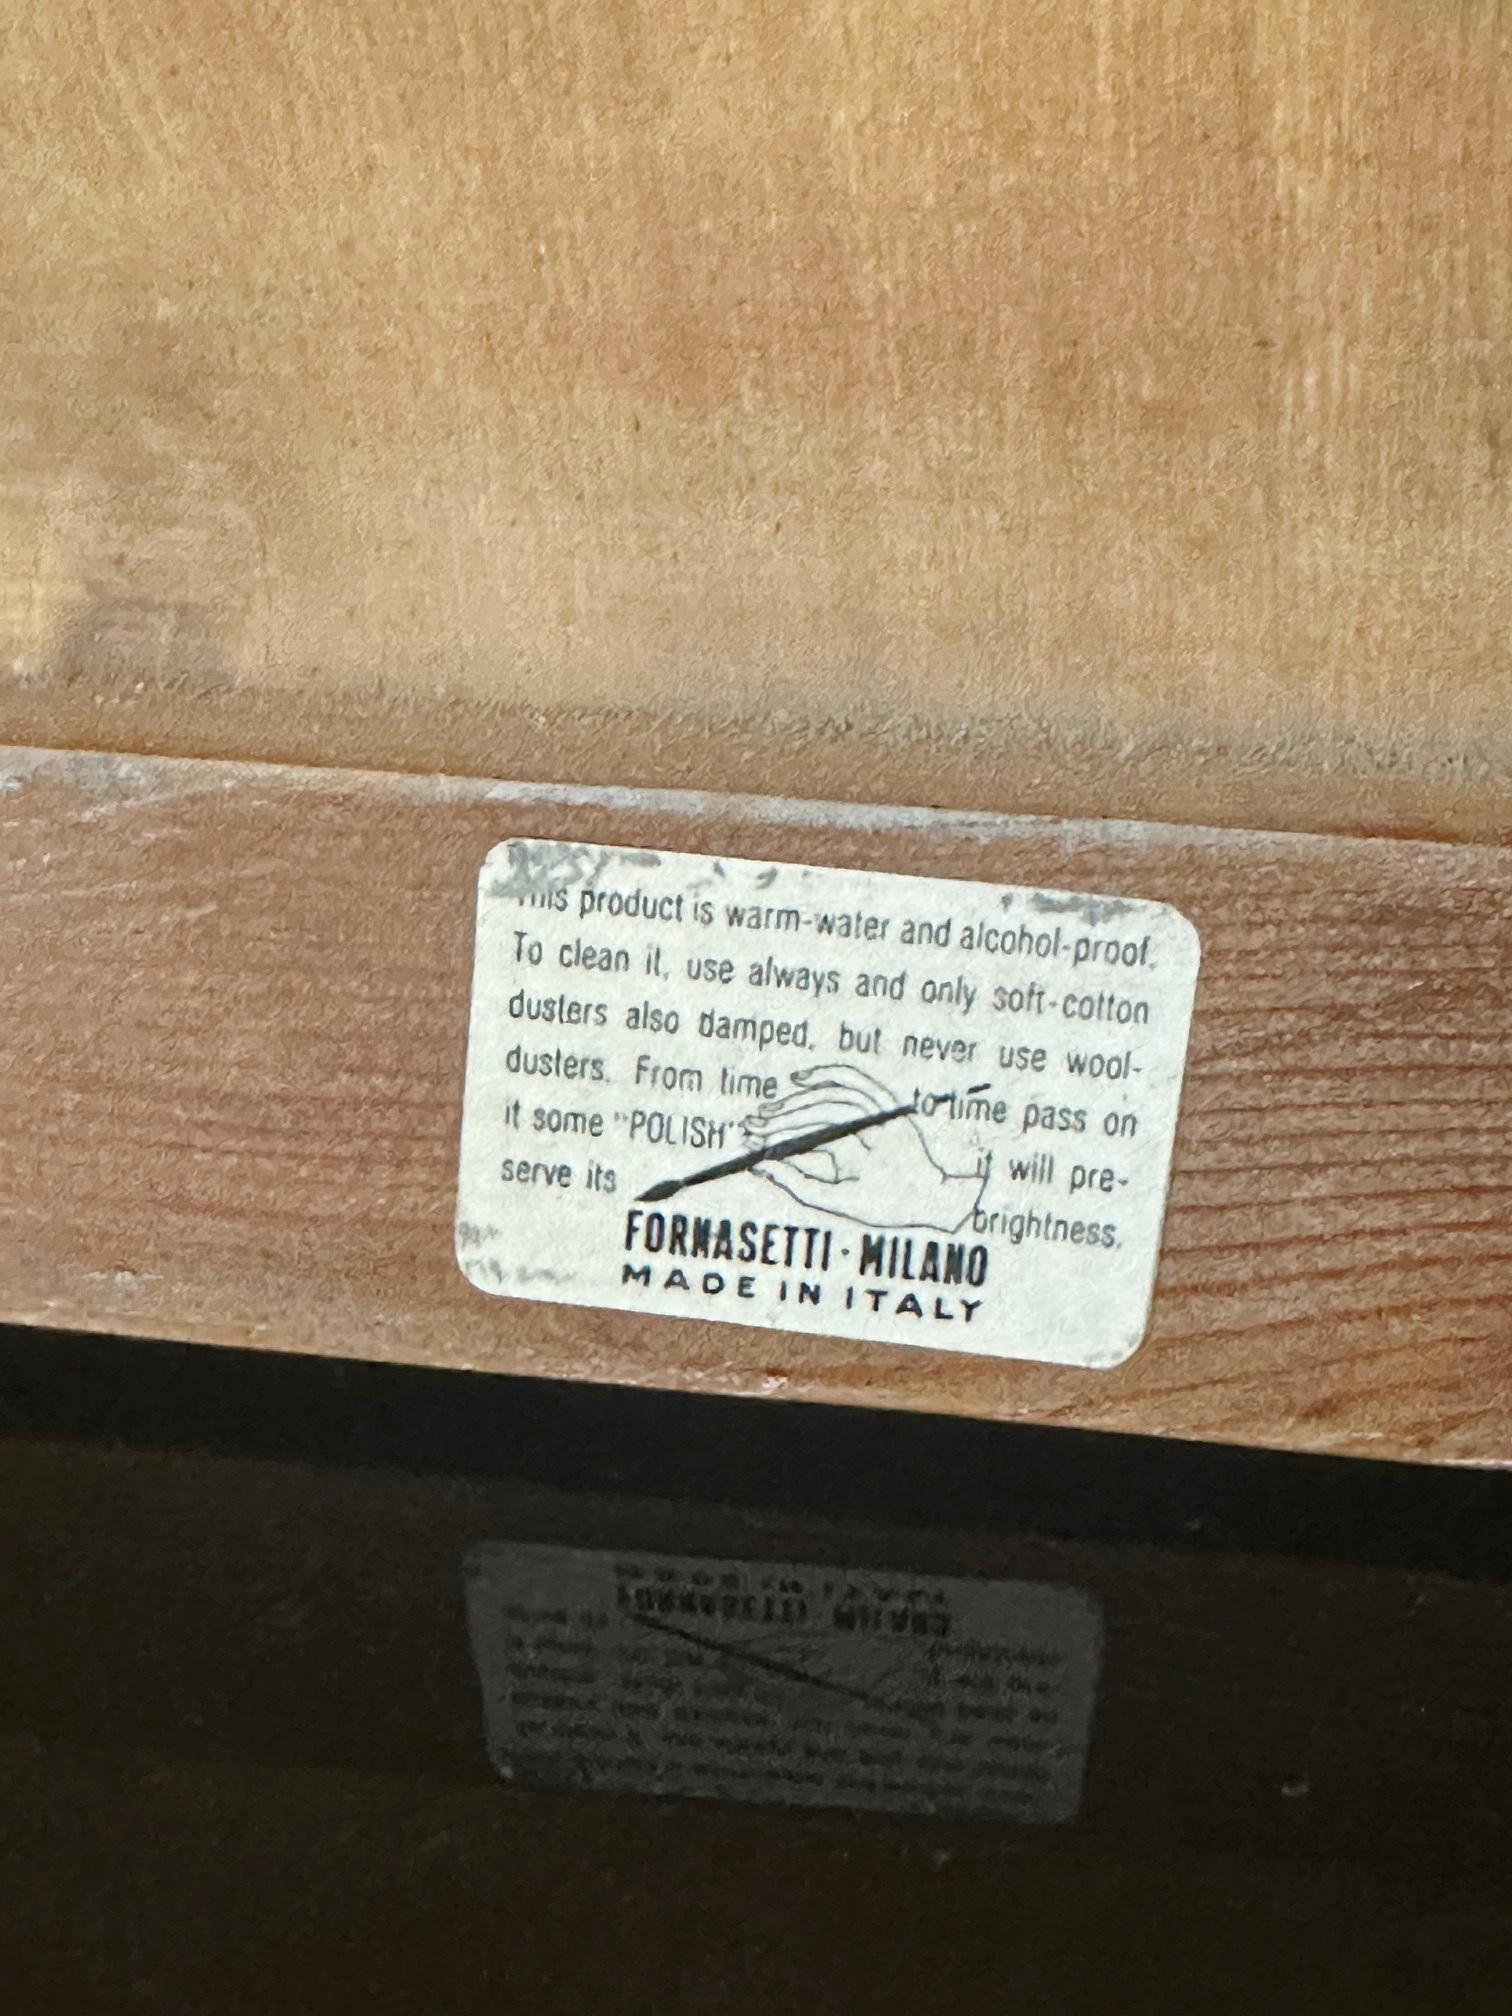 This product is warm-water and alcohol-proof.
To clean it, use always and only soft-cotton
dusters also damped, but never use wool-
dusters. From time to time pass on
it some "POLISH" it will pre-
serve its brightness.
FORNASETTI · MILANO
MADE IN ITALY